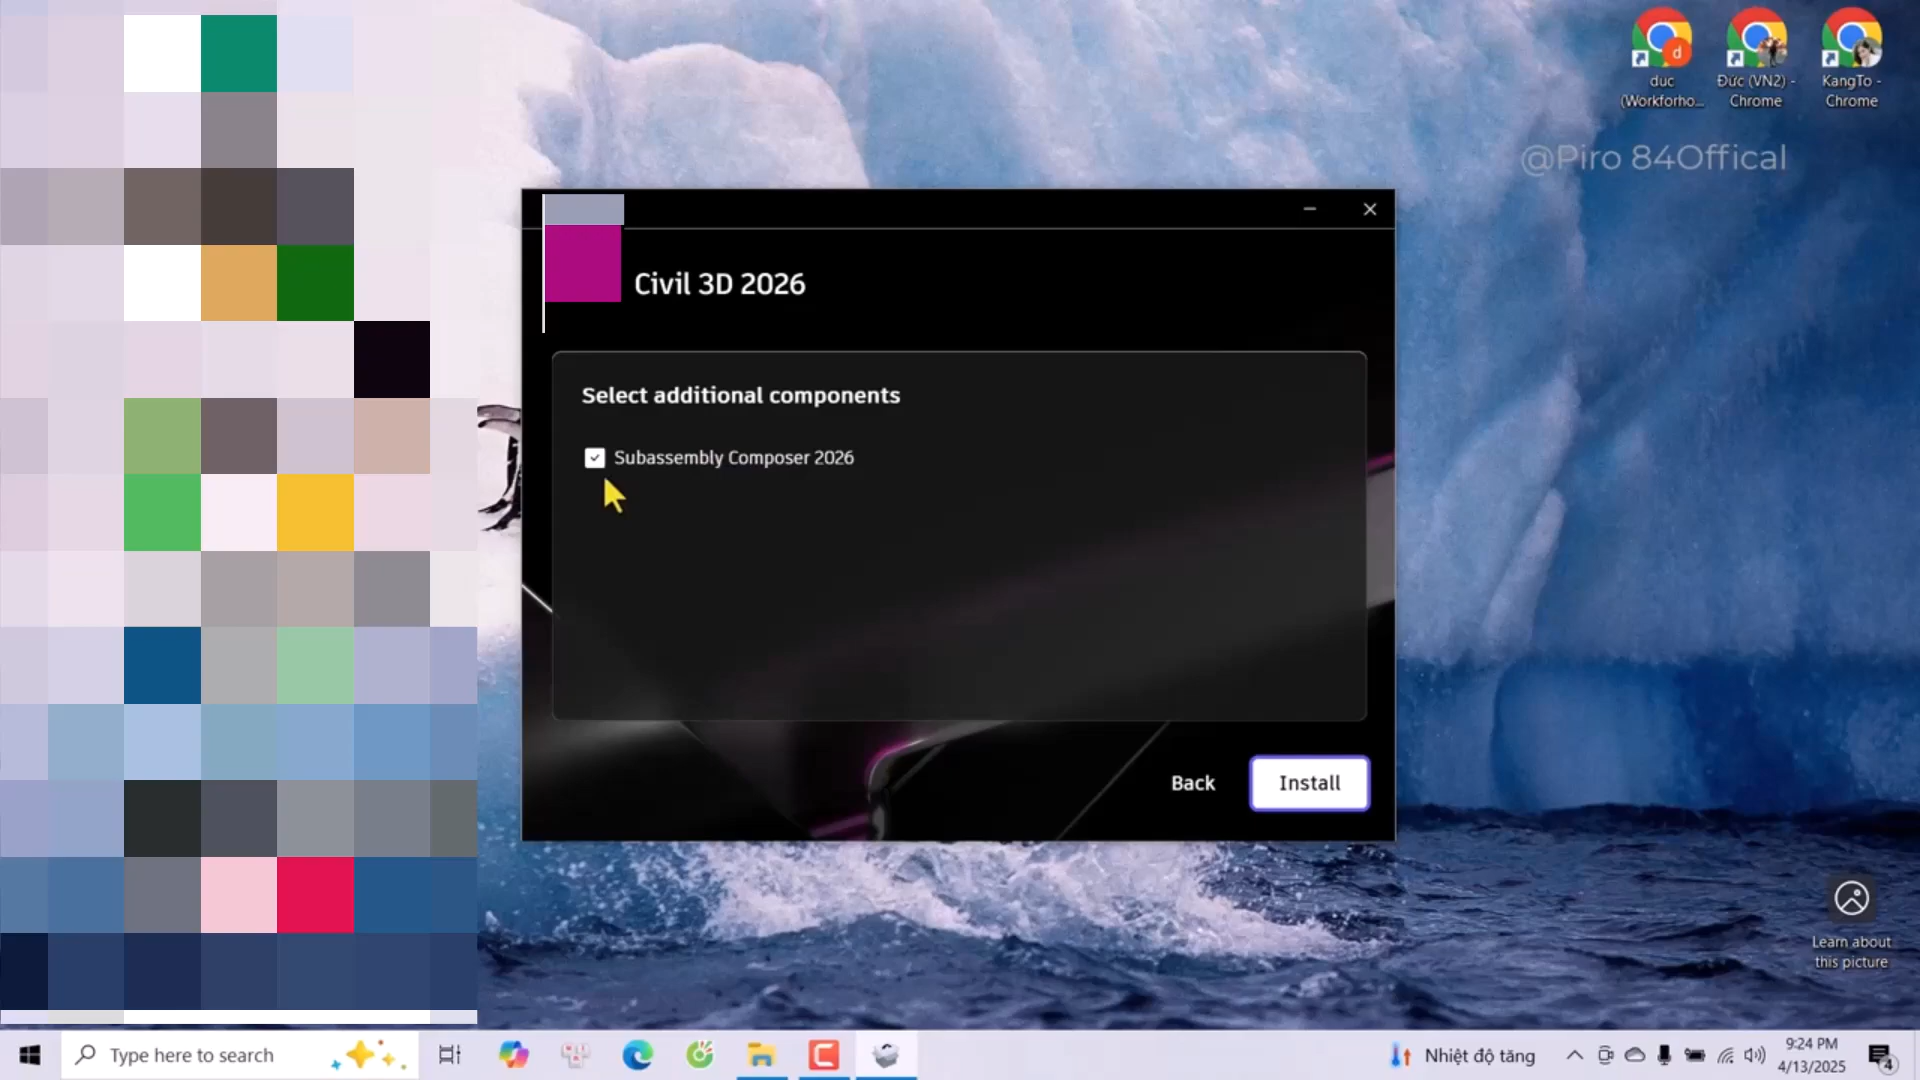 duc
(Workforho...
Đức (VN2) -
Chrome
KangTo -
Chrome
@Piro 84Offical
Civil 3D 2026
Select additional components
Subassembly Composer 2026
Back
Install
Learn about
this picture
Type here to search
Nhiệt độ tăng
9:24 PM
4/13/2025
4